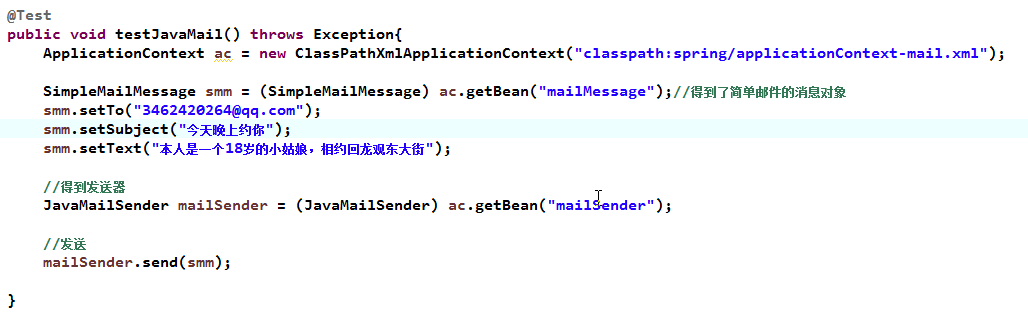 @Test
public void testJavaMail() throws Exception{
ApplicationContext ac = new ClassPathXmlApplicationContext("classpath:spring/applicationContext-mail.xml");
SimpleMailMessage smm = (SimpleMailMessage) ac.getBean("mailMessage");//得到了简单邮件的消息对象
smm.setTo("3462420264@qq.com");
smm.setSubject("今天晚上约你");
smm.setText("本人是一个18岁的小姑娘，相约回龙观东大街");
//得到发送器
JavaMailSender mailSender = (JavaMailSender) ac.getBean("mailSender");
//发送
mailSender.send(smm);
}